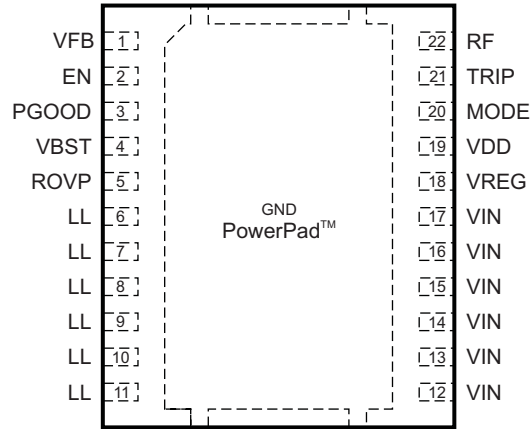 VFB 1 22 RF
EN 2 21 TRIP
PGOOD 3 20 MODE
VBST 4 19 VDD
ROVP 5 18 VREG
LL 6 17 VIN
GND
PowerPad™
LL 7 16 VIN
LL 8 15 VIN
LL 9 14 VIN
LL 10 13 VIN
LL 11 12 VIN